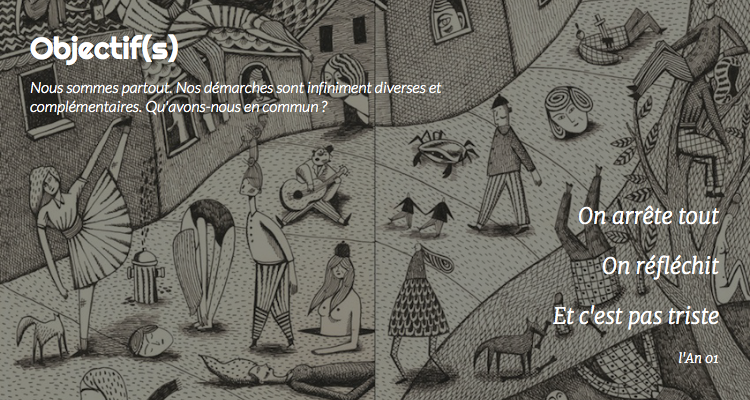 Objectif(s)
Nous sommes partout. Nos démarches sont infiniment diverses et
complémentaires. Qu'avons-nous en commun ?
On arrête tout
On réfléchit
Et c'est pas triste
l'An 01